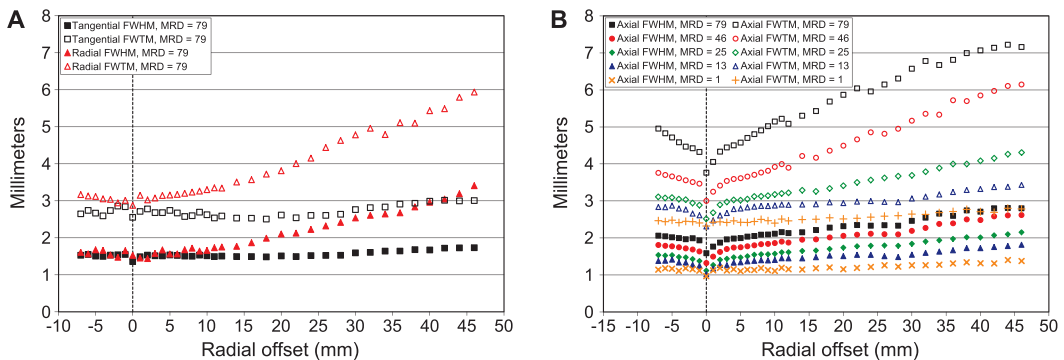 A
Tangential FWHM, MRD = 79
Tangential FWTM, MRD = 79
Radial FWHM, MRD = 79
Radial FWTM, MRD = 79
Millimeters
8
7
6
5
4
3
2
1
0
-10 -5 0 5 10 15 20 25 30 35 40 45 50
Radial offset (mm)
B
Axial FWHM, MRD = 79 Axial FWTM, MRD = 79
Axial FWHM, MRD = 46 Axial FWTM, MRD = 46
Axial FWHM, MRD = 25 Axial FWTM, MRD = 25
Axial FWHM, MRD = 13 Axial FWTM, MRD = 13
Axial FWHM, MRD = 1 Axial FWTM, MRD = 1
Millimeters
8
7
6
5
4
3
2
1
0
-15 -10 -5 0 5 10 15 20 25 30 35 40 45 50
Radial offset (mm)